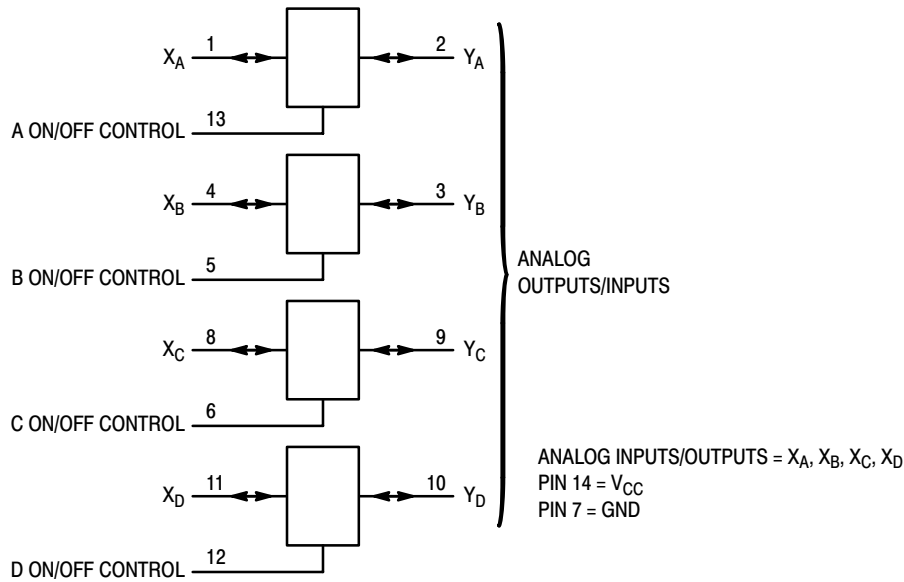 X_A 1 2 Y_A
A ON/OFF CONTROL 13
X_B 4 3 Y_B
B ON/OFF CONTROL 5
ANALOG
OUTPUTS/INPUTS
X_C 8 9 Y_C
C ON/OFF CONTROL 6
X_D 11 10 Y_D
D ON/OFF CONTROL 12
ANALOG INPUTS/OUTPUTS = X_A, X_B, X_C, X_D
PIN 14 = V_CC
PIN 7 = GND